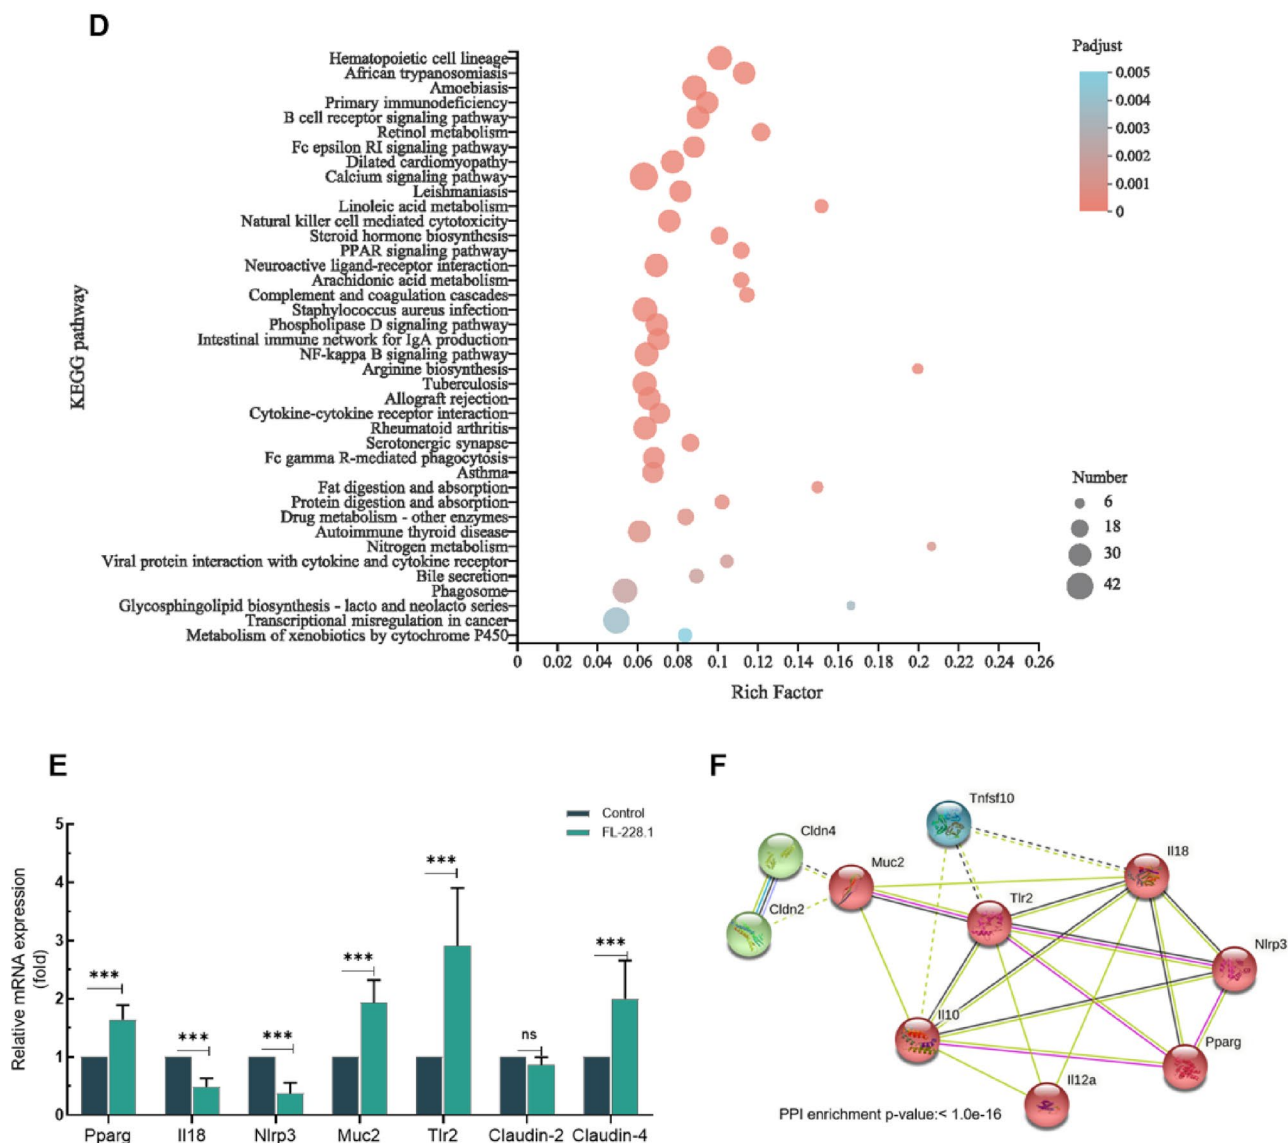 D
KEGG pathway
Hematopoietic cell lineage
African trypanosomiasis
Amoebiasis
Primary immunodeficiency
B cell receptor signaling pathway
Retinol metabolism
Fc epsilon RI signaling pathway
Dilated cardiomyopathy
Calcium signaling pathway
Leishmaniasis
Linoleic acid metabolism
Natural killer cell mediated cytotoxicity
Steroid hormone biosynthesis
PPAR signaling pathway
Neuroactive ligand-receptor interaction
Arachidonic acid metabolism
Complement and coagulation cascades
Staphylococcus aureus infection
Phospholipase D signaling pathway
Intestinal immune network for IgA production
NF-kappa B signaling pathway
Arginine biosynthesis
Tuberculosis
Allograft rejection
Cytokine-cytokine receptor interaction
Rheumatoid arthritis
Serotonergic synapse
Fc gamma R-mediated phagocytosis
Asthma
Fat digestion and absorption
Protein digestion and absorption
Drug metabolism - other enzymes
Autoimmune thyroid disease
Nitrogen metabolism
Viral protein interaction with cytokine and cytokine receptor
Bile secretion
Phagosome
Glycosphingolipid biosynthesis - lacto and neolacto series
Transcriptional misregulation in cancer
Metabolism of xenobiotics by cytochrome P450
0 0.02 0.04 0.06 0.08 0.1 0.12 0.14 0.16 0.18 0.2 0.22 0.24 0.26
Rich Factor
Padjust
0.005
0.004
0.003
0.002
0.001
0
Number
6
18
30
42
E
Relative mRNA expression
(fold)
5
4
3
2
1
0
Control
FL-228.1
*** *** *** *** *** ns ***
Pparg Il18 Nlrp3 Muc2 Tlr2 Claudin-2 Claudin-4
F
Tnfsf10
Cldn4
Il18
Muc2
Tlr2
Cldn2
Nlrp3
Il10
Pparg
Il12a
PPI enrichment p-value:< 1.0e-16